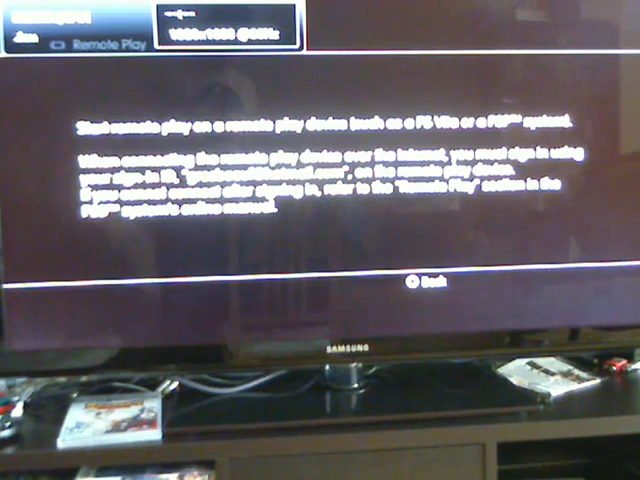 Remote Play
1920x1080 @60Hz
Start remote play on a remote play device (such as a PS Vita or a PSP™ system).
When connecting the remote play device over the Internet, you must sign in using
your sign-in ID, on the remote play device.
If you cannot connect after signing in, refer to the "Remote Play" section in the
PS3™ system's online manual.
Back
SAMSUNG